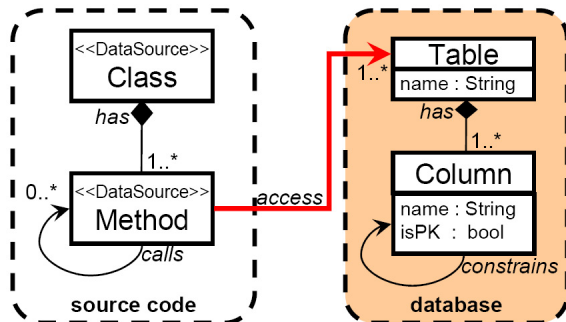 <<DataSource>>
Class
has
1..*
<<DataSource>>
Method
0..*
calls
source code
access
1..*
Table
name : String
has
1..*
Column
name : String
isPK : bool
constrains
database